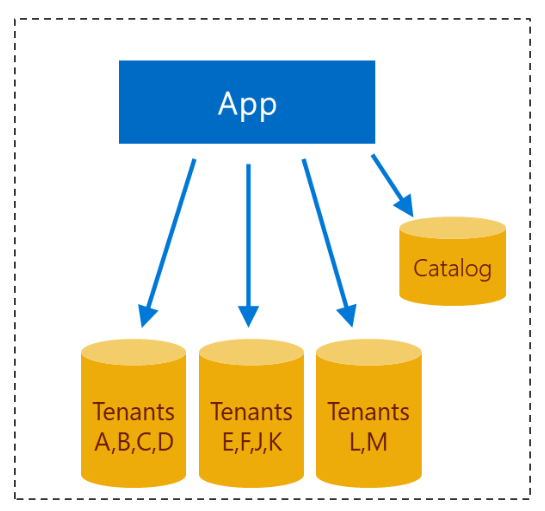 App
Catalog
Tenants
A,B,C,D
Tenants
E,F,J,K
Tenants
L,M